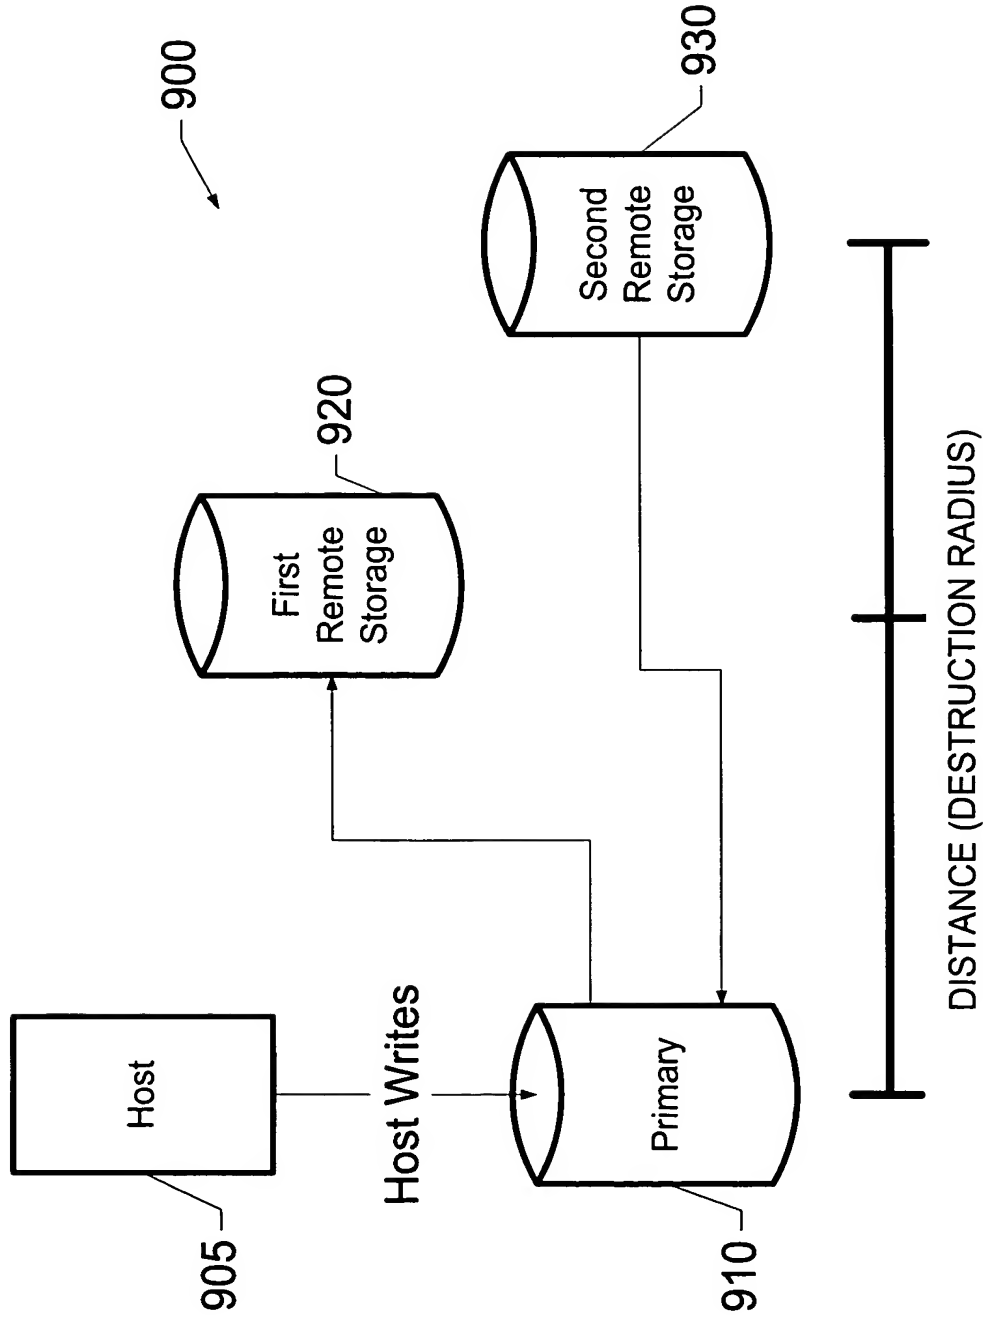 900
905
Host
Host Writes
910
Primary
920
First
Remote
Storage
930
Second
Remote
Storage
DISTANCE (DESTRUCTION RADIUS)